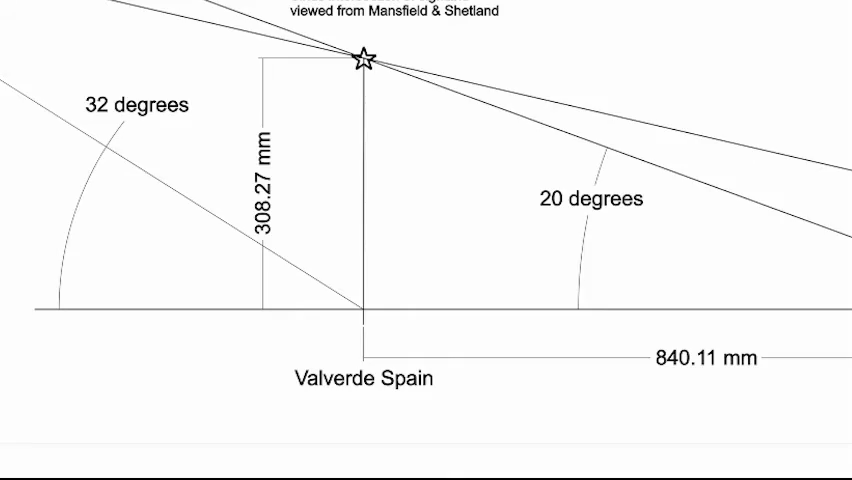 viewed from Mansfield & Shetland
32 degrees
308.27 mm
20 degrees
840.11 mm
Valverde Spain